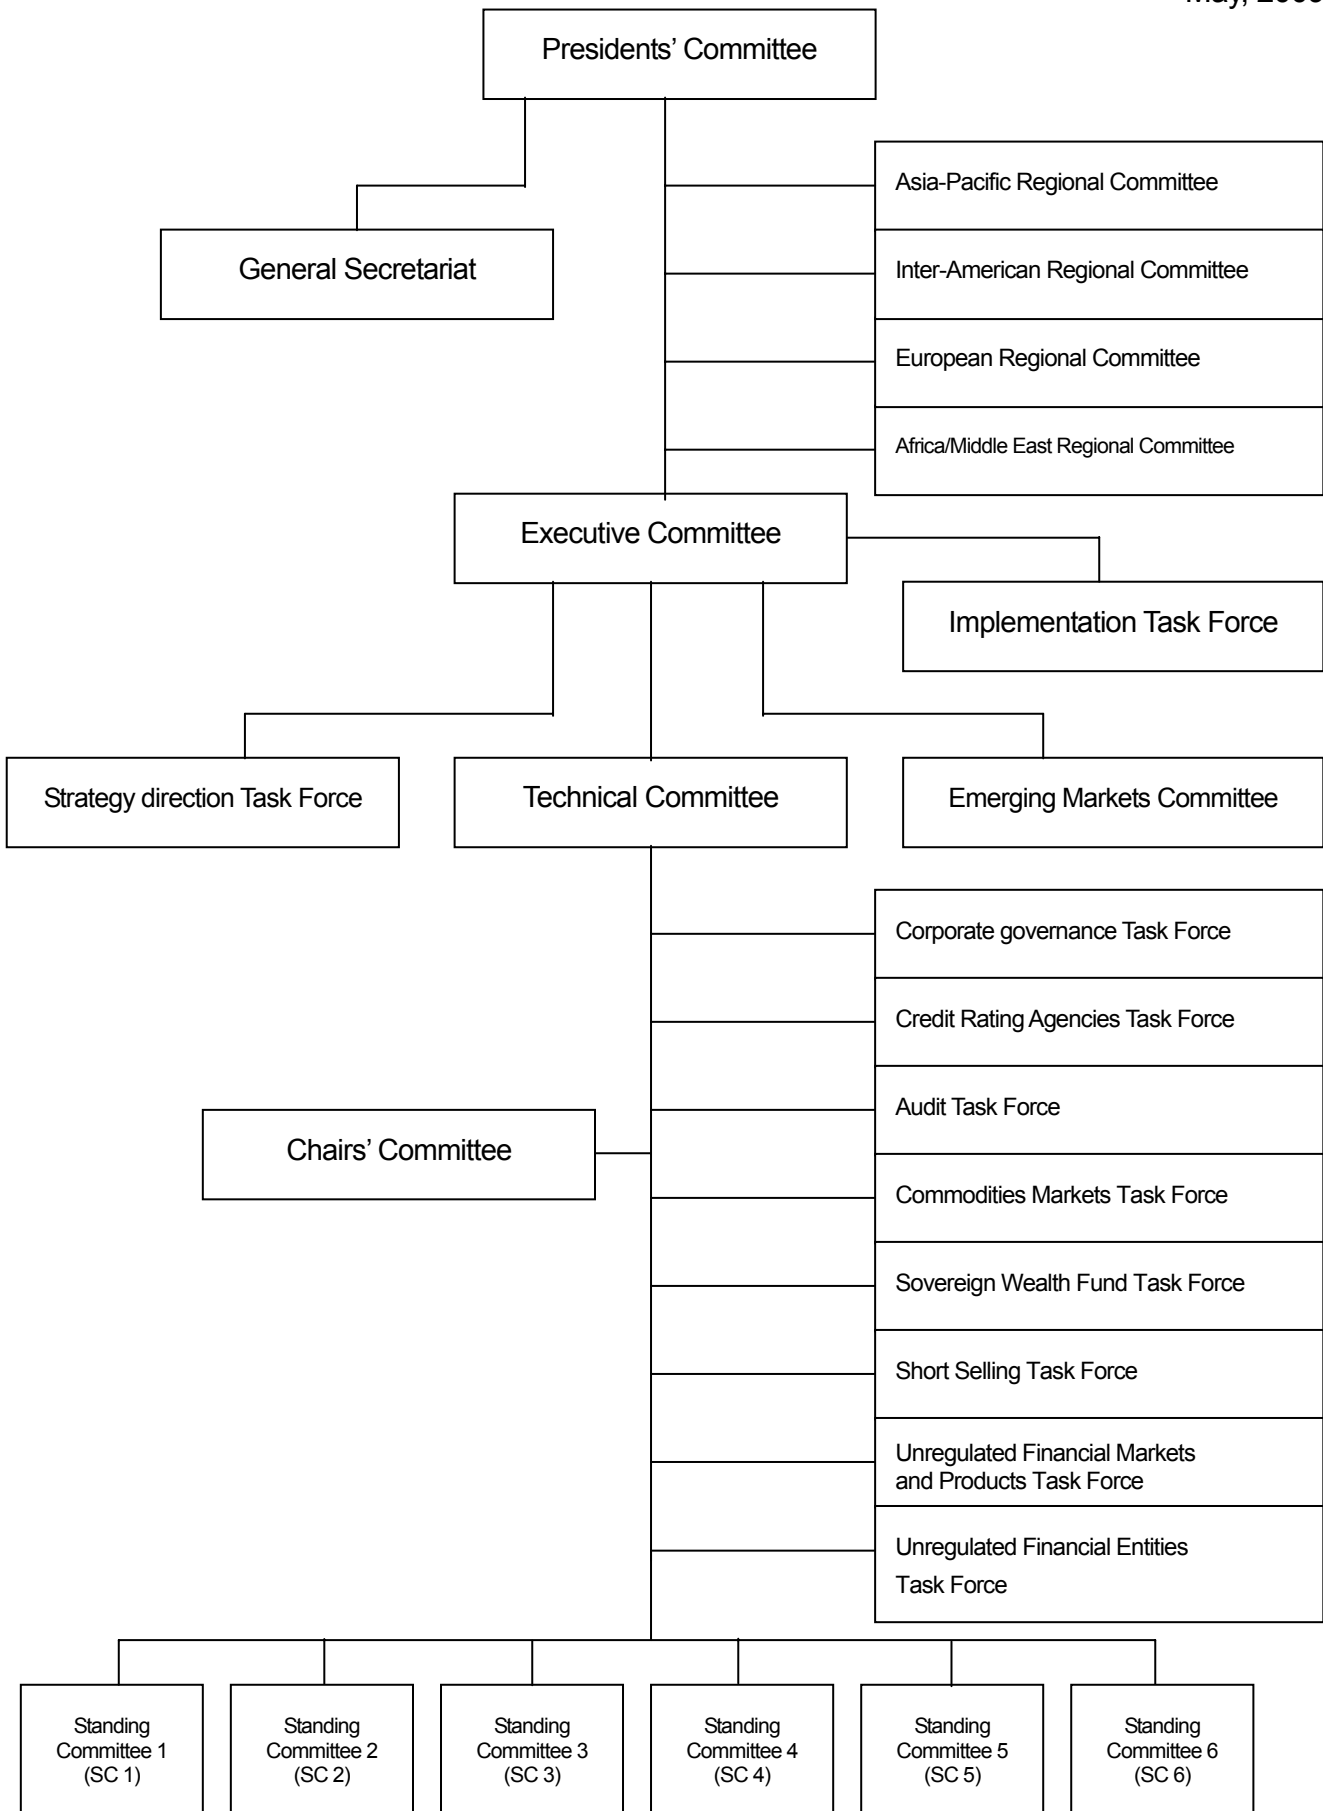 Presidents’ Committee
Asia-Pacific Regional Committee
General Secretariat
Inter-American Regional Committee
European Regional Committee
Africa/Middle East Regional Committee
Executive Committee
Implementation Task Force
Strategy direction Task Force
Technical Committee
Emerging Markets Committee
Corporate governance Task Force
Credit Rating Agencies Task Force
Audit Task Force
Chairs’ Committee
Commodities Markets Task Force
Sovereign Wealth Fund Task Force
Short Selling Task Force
Unregulated Financial Markets
and Products Task Force
Unregulated Financial Entities
Task Force
Standing
Committee 1
(SC 1)
Standing
Committee 2
(SC 2)
Standing
Committee 3
(SC 3)
Standing
Committee 4
(SC 4)
Standing
Committee 5
(SC 5)
Standing
Committee 6
(SC 6)